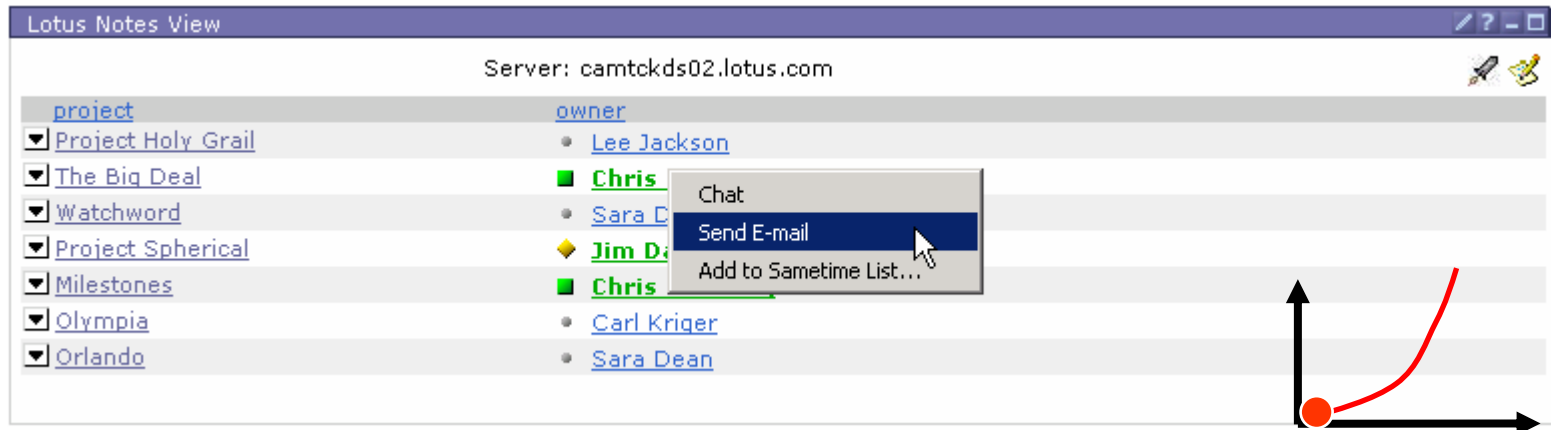 Lotus Notes View
Server: camtckds02.lotus.com
project owner
Project Holy Grail Lee Jackson
The Big Deal Chris
Chat
Watchword Sara D
Send E-mail
Project Spherical Jim Da
Add to Sametime List...
Milestones Chris
Olympia Carl Kriger
Orlando Sara Dean